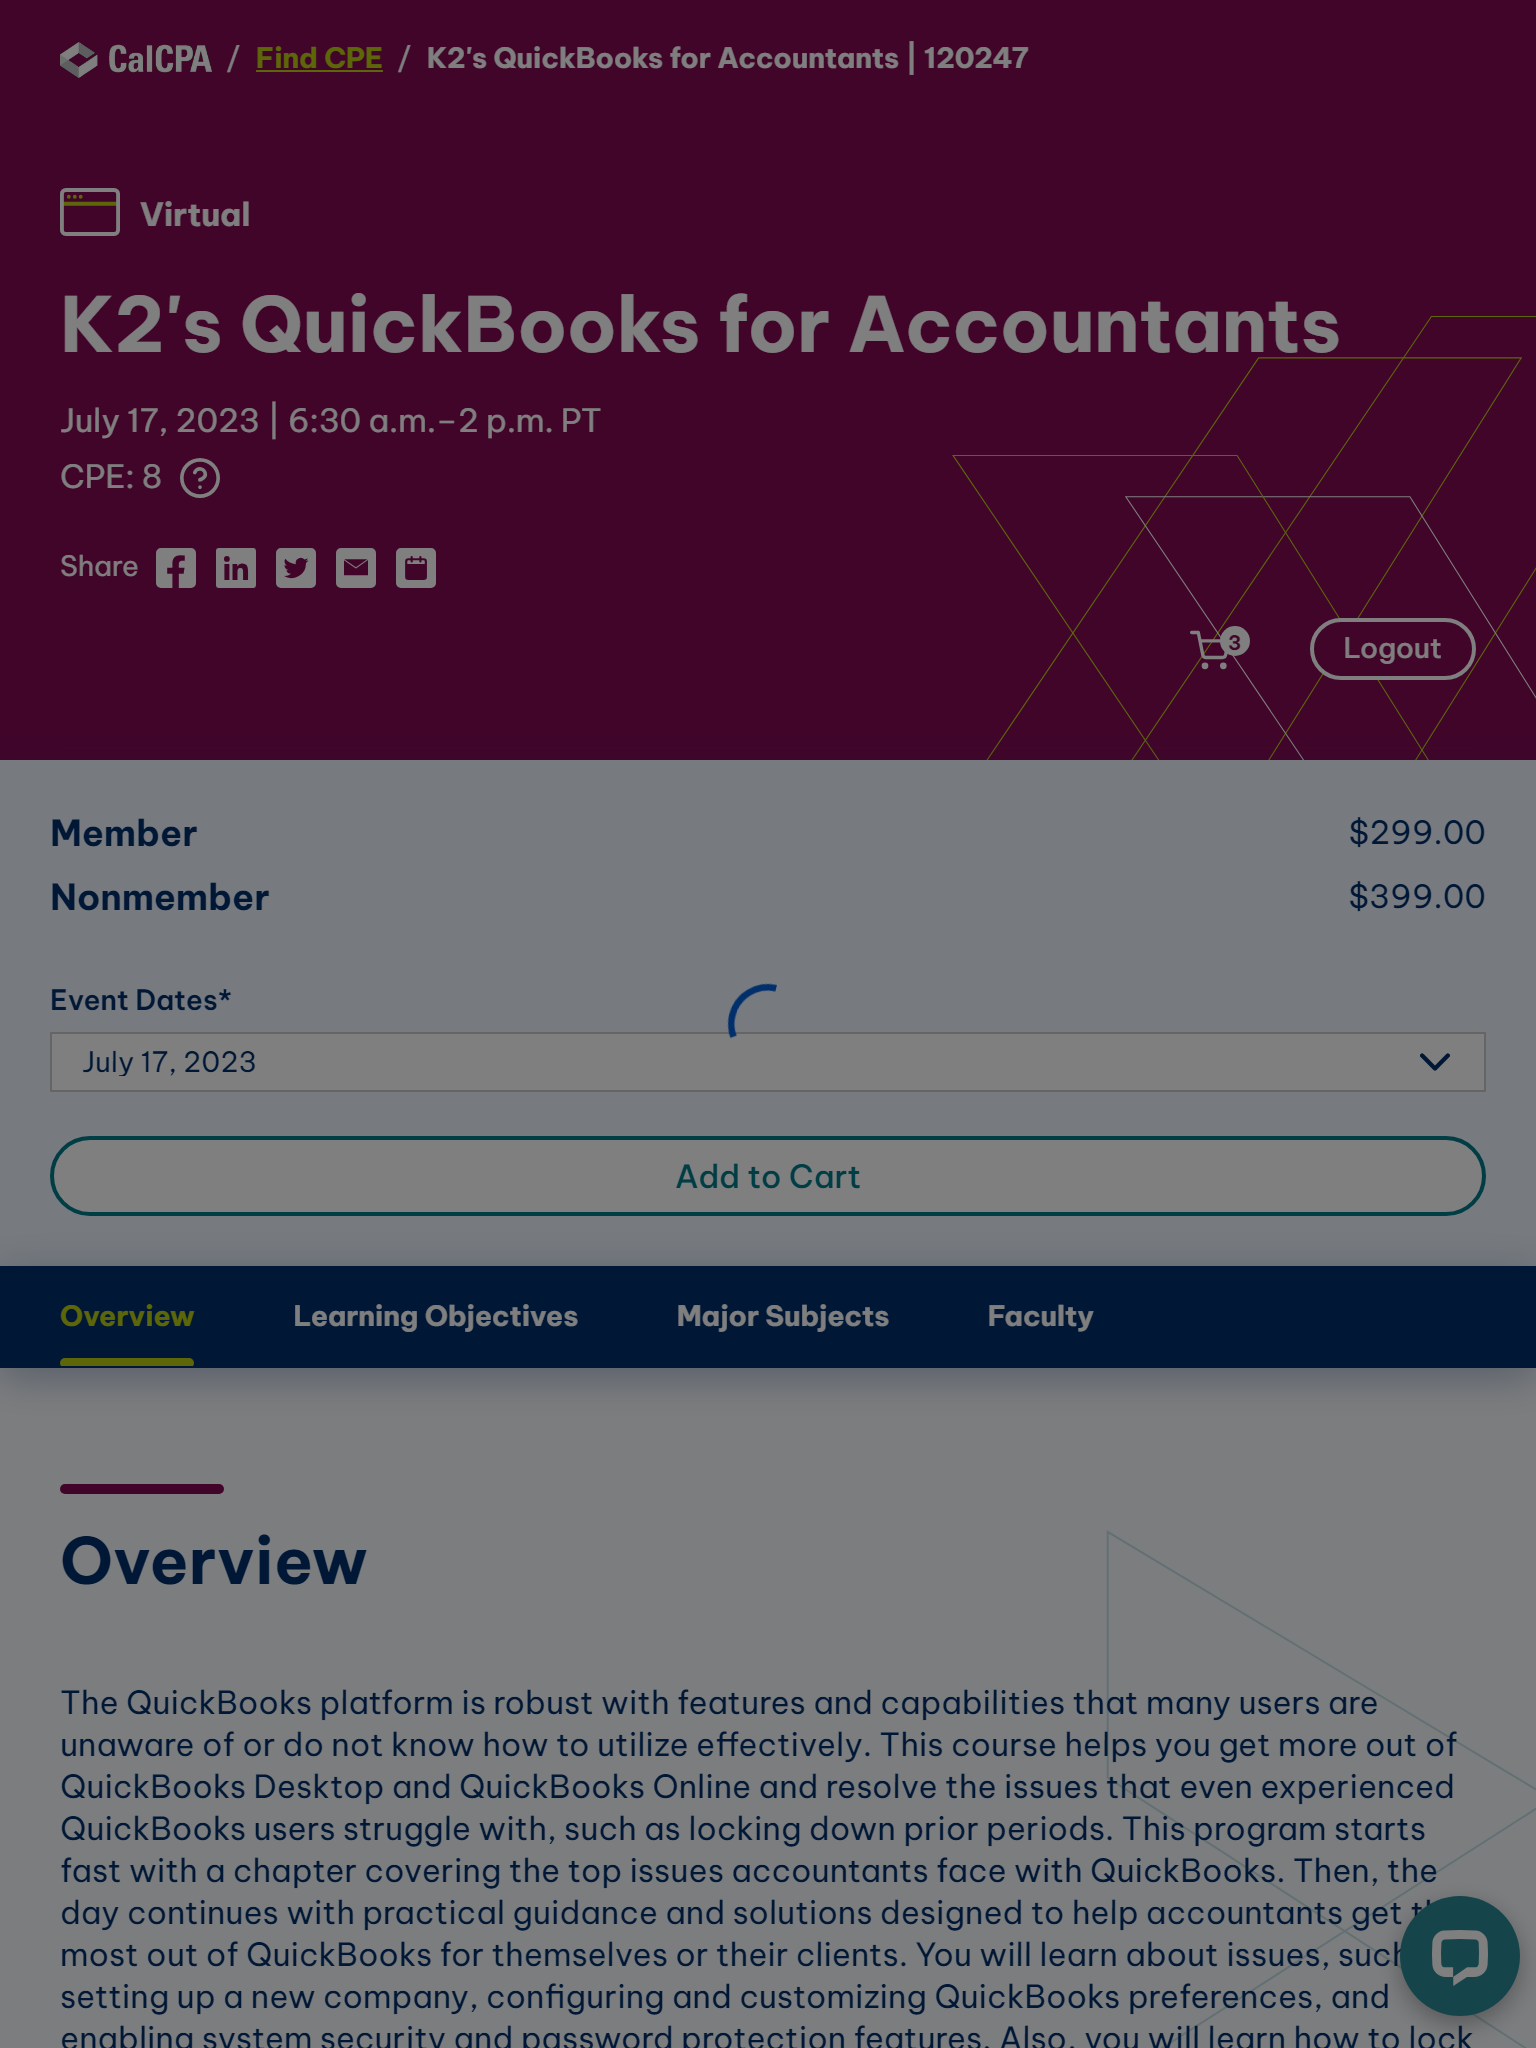 CalCPA / Find CPE / K2's QuickBooks for Accountants | 120247
Virtual
K2's QuickBooks for Accountants
July 17, 2023 | 6:30 a.m.–2 p.m. PT
CPE: 8 ?
Share
3
Logout
Member $299.00
Nonmember $399.00
Event Dates*
July 17, 2023
Add to Cart
Overview Learning Objectives Major Subjects Faculty
Overview
The QuickBooks platform is robust with features and capabilities that many users are
unaware of or do not know how to utilize effectively. This course helps you get more out of
QuickBooks Desktop and QuickBooks Online and resolve the issues that even experienced
QuickBooks users struggle with, such as locking down prior periods. This program starts
fast with a chapter covering the top issues accountants face with QuickBooks. Then, the
day continues with practical guidance and solutions designed to help accountants get
most out of QuickBooks for themselves or their clients. You will learn about issues, such
setting up a new company, configuring and customizing QuickBooks preferences, and
enabling system security and password protection features. Also, you will learn how to lock